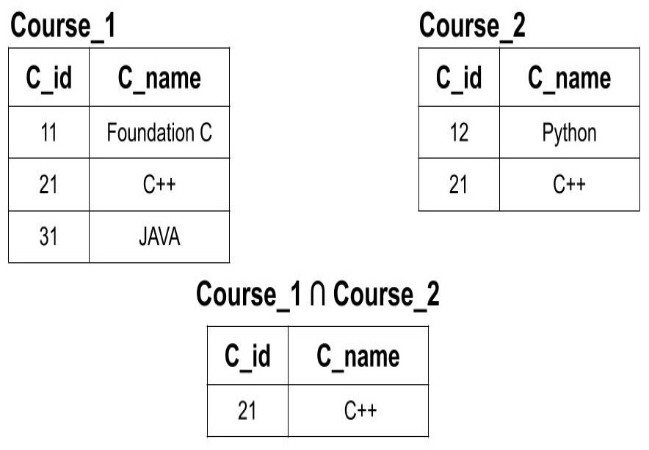 Course_1
C_id C_name
11 Foundation C
21 C++
31 JAVA
Course_2
C_id C_name
12 Python
21 C++
Course_1 ∩ Course_2
C_id C_name
21 C++